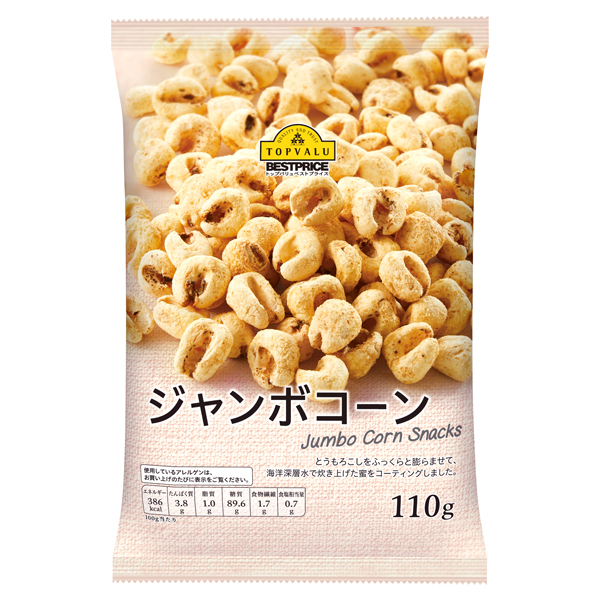 QUALITY AND TRUST
TOPVALU
BESTPRICE
トップバリュベストプライス
ジャンボコーン
Jumbo Corn Snacks
とうもろこしをふっくらと膨らませて、
海洋深層水で炊き上げた蜜をコーティングしました。
使用しているアレルゲンは、
お買い上げのたびに表示をご覧ください。
エネルギー たんぱく質 脂質 糖質 食物繊維 食塩相当量
386 kcal 3.8 g 1.0 g 89.6 g 1.7 g 0.7 g
100g当たり
110g